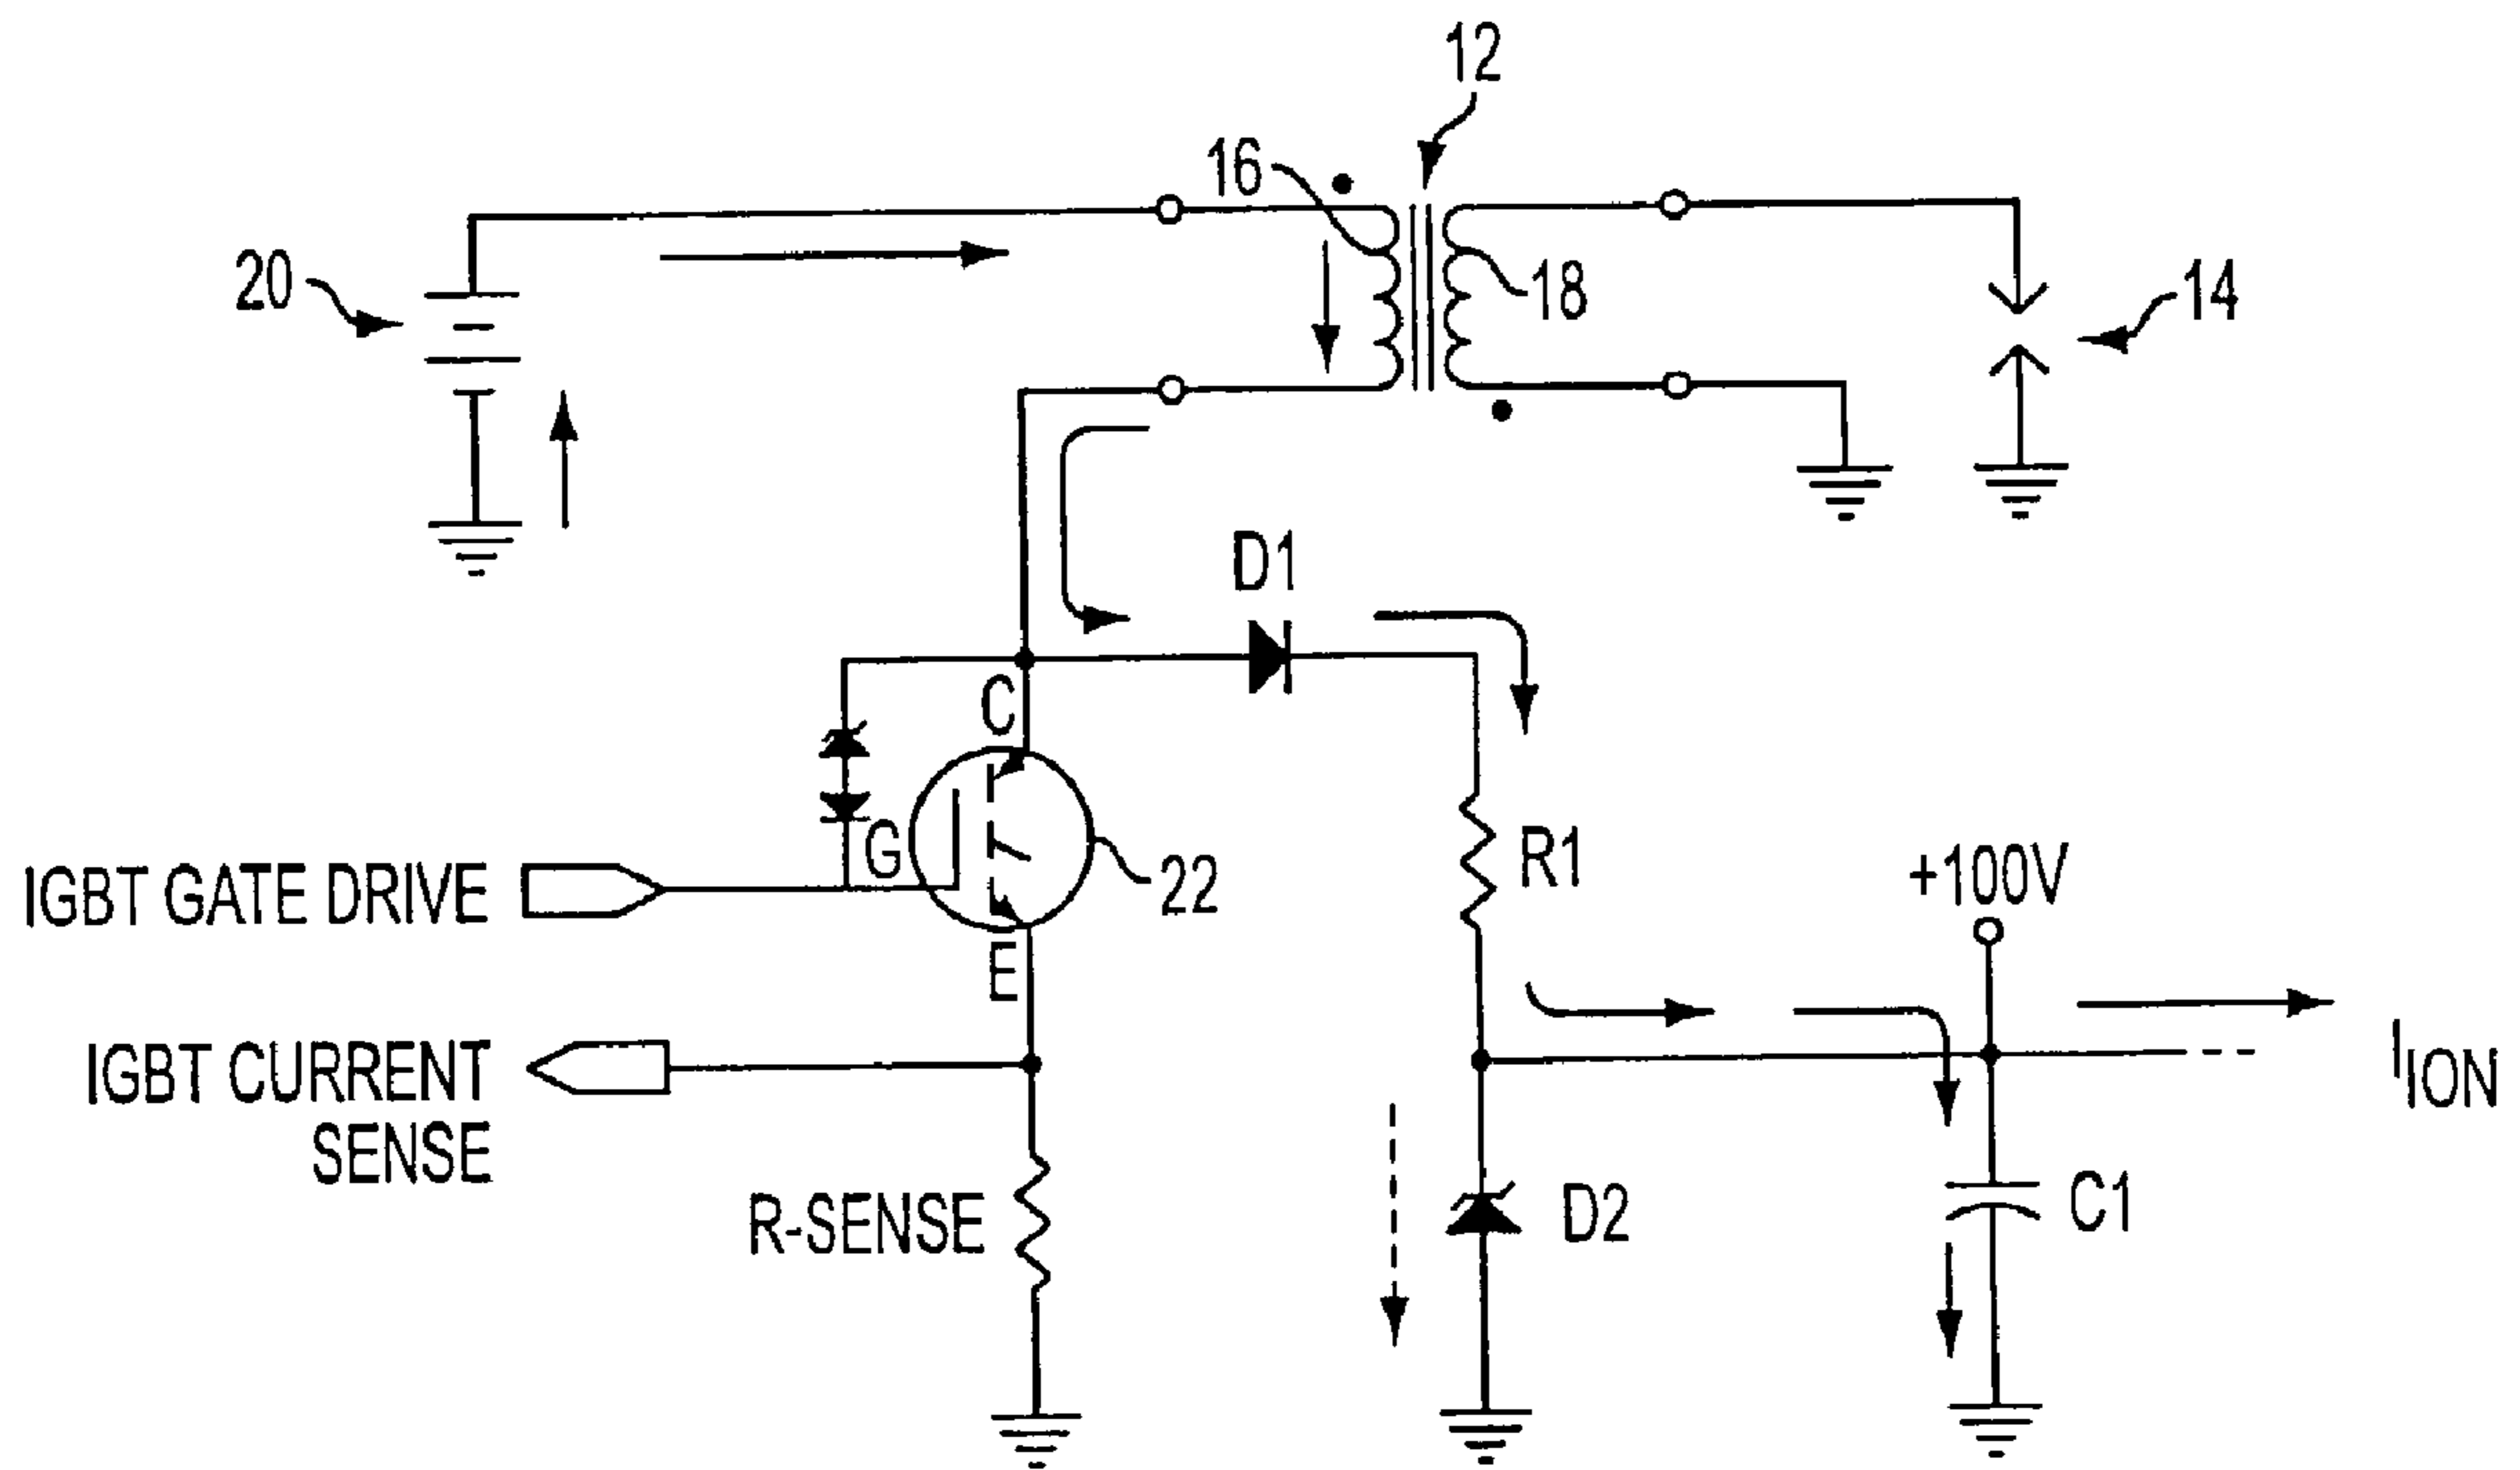 12
16
20
18
14
D1
C
G
22
R1
+100V
IGBT GATE DRIVE
E
IGBT CURRENT
SENSE
I ION
R-SENSE
D2
C1